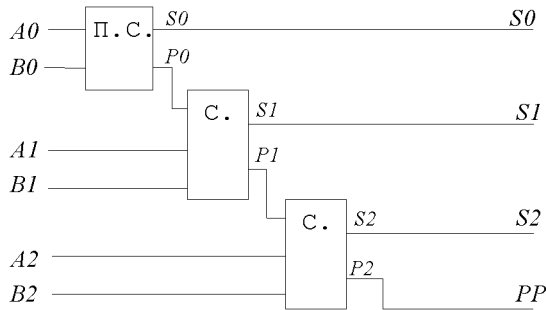 A0 П.С. S0 S0
B0 P0
С. S1 S1
A1 P1
B1
С. S2 S2
A2 P2
B2 PP